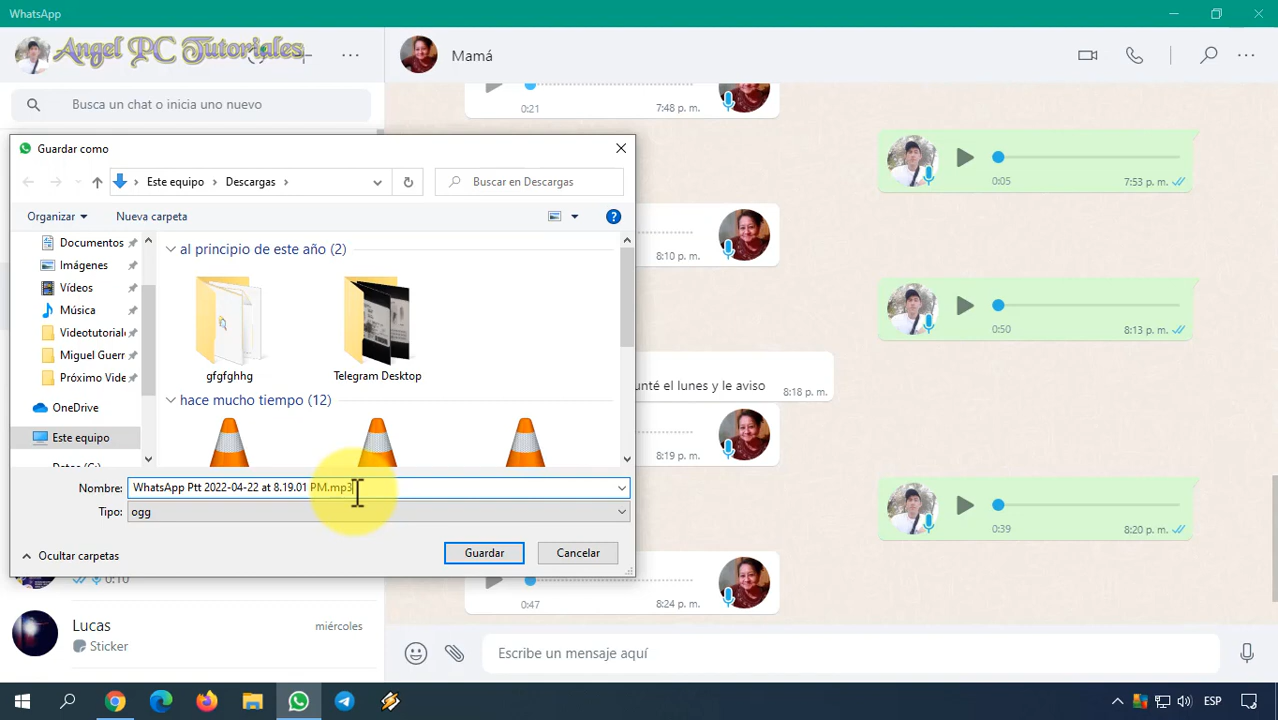 WhatsApp
Angel PC Tutoriales
Mamá
Busca un chat o inicia uno nuevo
0:21
7:48 p. m.
0:05
7:53 p. m.
8:10 p. m.
0:50
8:13 p. m.
unté el lunes y le aviso
8:18 p. m.
8:19 p. m.
0:39
8:20 p. m.
0:47
8:24 p. m.
Guardar como
Este equipo
Descargas
Buscar en Descargas
Organizar
Nueva carpeta
Documentos
Imágenes
Vídeos
Música
Videotutorial
Miguel Guerr
Próximo Vide
OneDrive
Este equipo
al principio de este año (2)
gfgfghhg
Telegram Desktop
hace mucho tiempo (12)
Nombre:
WhatsApp Ptt 2022-04-22 at 8.19.01 PM.mp3
Tipo:
ogg
Ocultar carpetas
Guardar
Cancelar
0:10
Lucas
miércoles
Sticker
Escribe un mensaje aquí
ESP